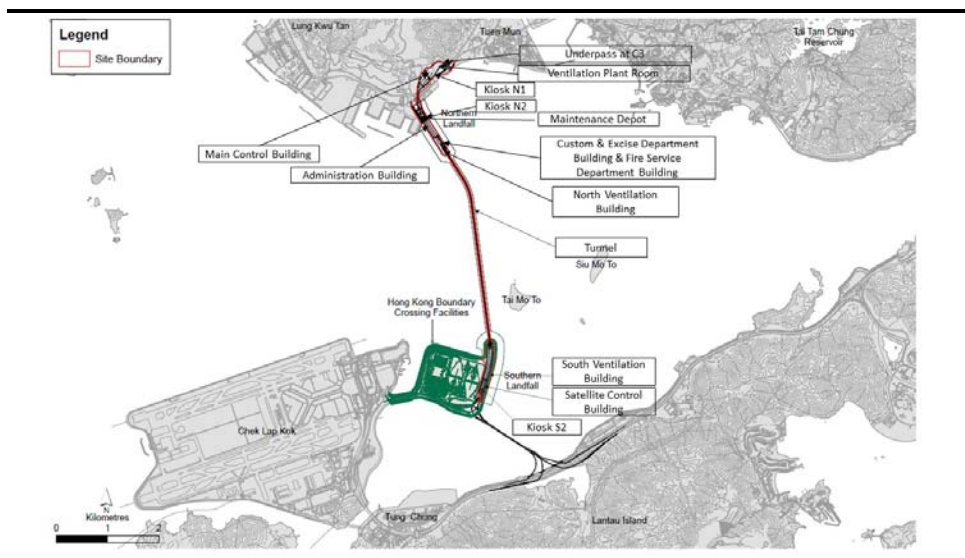 Legend
Site Boundary
Lung Kwu Tan
Tuen Mun
Tai Tam Chung
Reservoir
Underpass at C3
Ventilation Plant Room
Kiosk N1
Kiosk N2
Northern
Landfall
Maintenance Depot
Main Control Building
Administration Building
Custom & Excise Department
Building & Fire Service
Department Building
North Ventilation
Building
Tunnel
Siu Mo To
Tai Mo To
Hong Kong Boundary
Crossing Facilities
South Ventilation
Building
Southern
Landfall
Satellite Control
Building
Kiosk S2
Chek Lap Kok
N
Kilometres
0 1 2
Tung Chung
Lantau Island